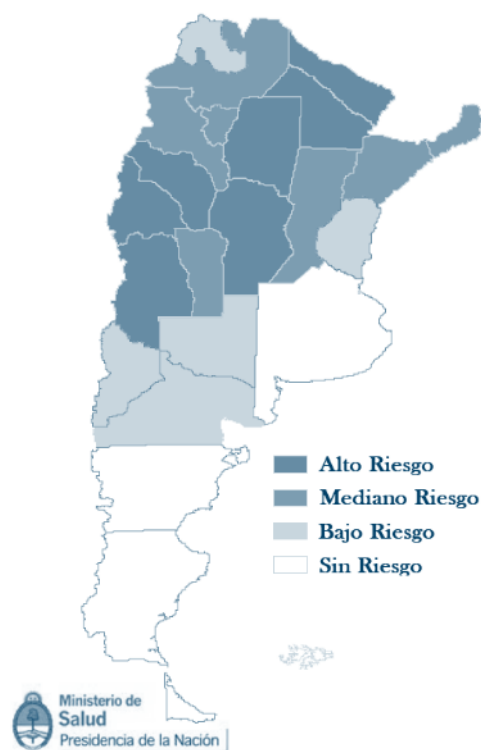 Alto Riesgo
Mediano Riesgo
Bajo Riesgo
Sin Riesgo
Ministerio de
Salud
Presidencia de la Nación